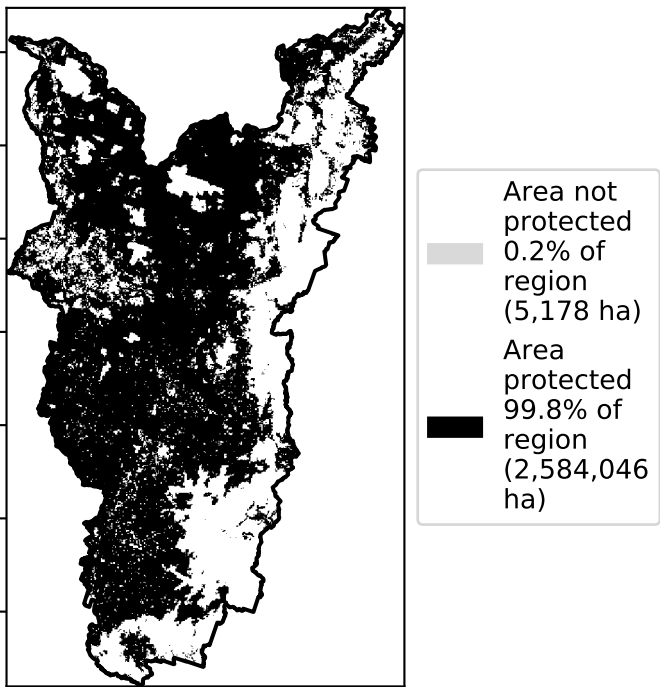 Area not
protected
0.2% of
region
(5,178 ha)
Area
protected
99.8% of
region
(2,584,046
ha)